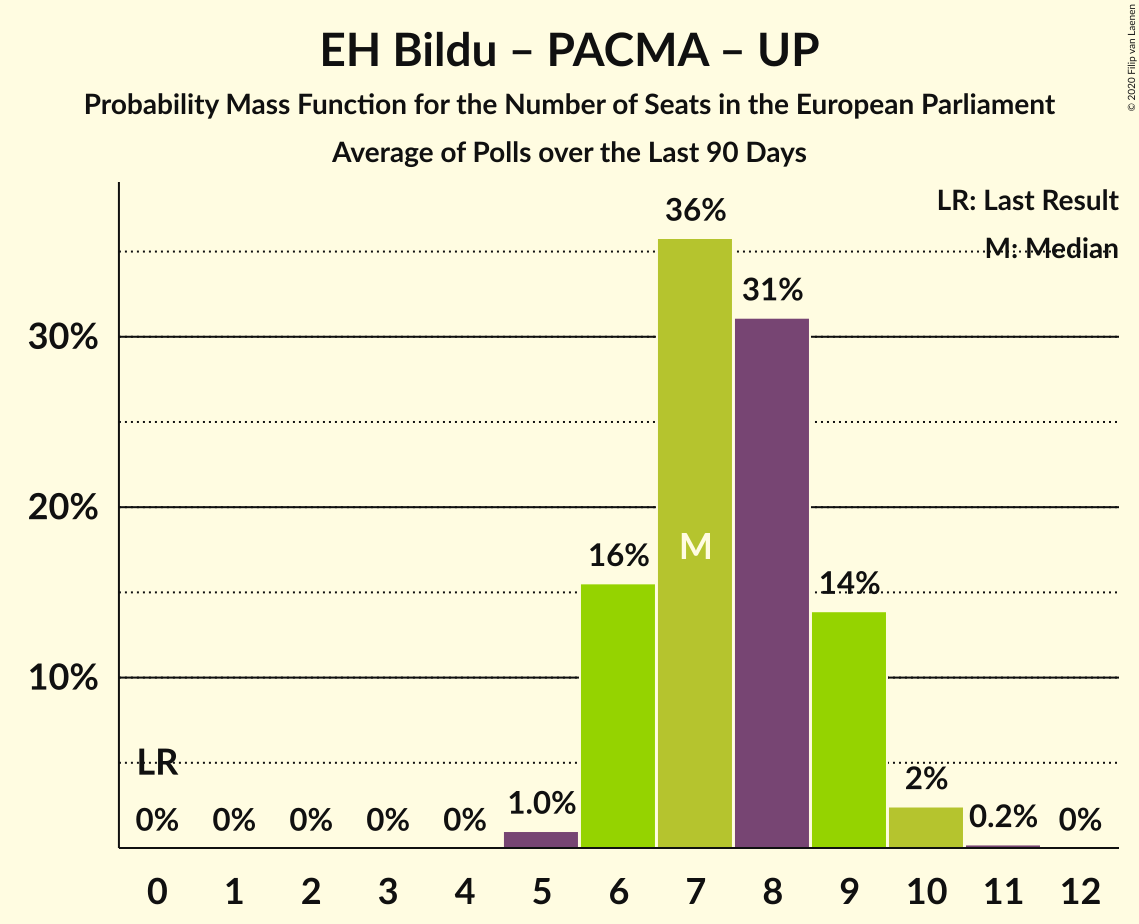 EH Bildu – PACMA – UP
Probability Mass Function for the Number of Seats in the European Parliament
Average of Polls over the Last 90 Days
© 2020 Filip van Laenen
LR: Last Result
M: Median
36%
31%
30%
20%
M
16%
14%
10%
LR
2%
1.0%
0.2%
0% 0% 0% 0% 0% 0%
0 1 2 3 4 5 6 7 8 9 10 11 12